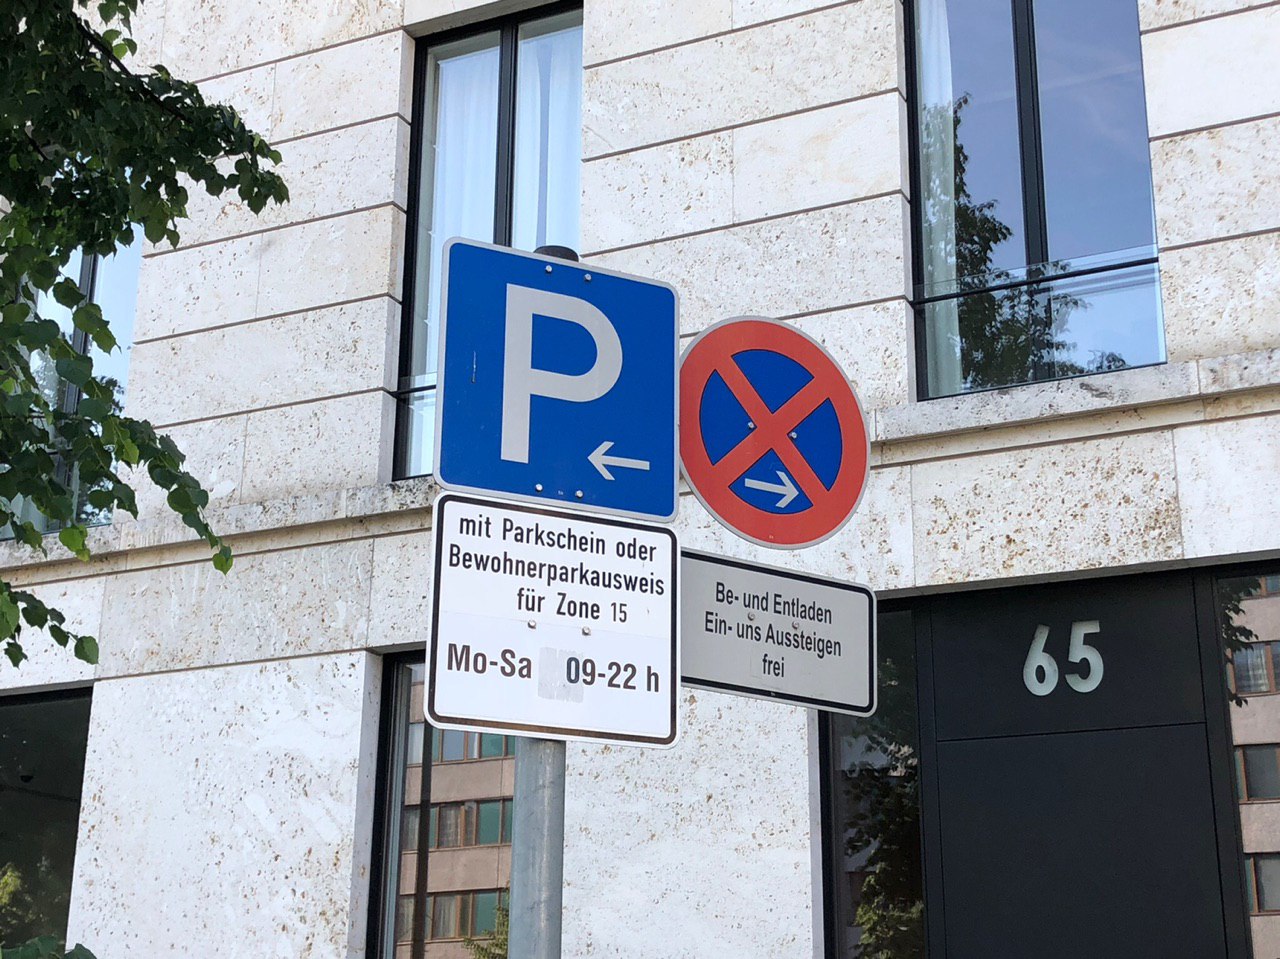 P
mit Parkschein oder
Bewohnerparkausweis
für Zone 15
Mo-Sa 09-22 h
Be- und Entladen
Ein- uns Aussteigen
frei
65